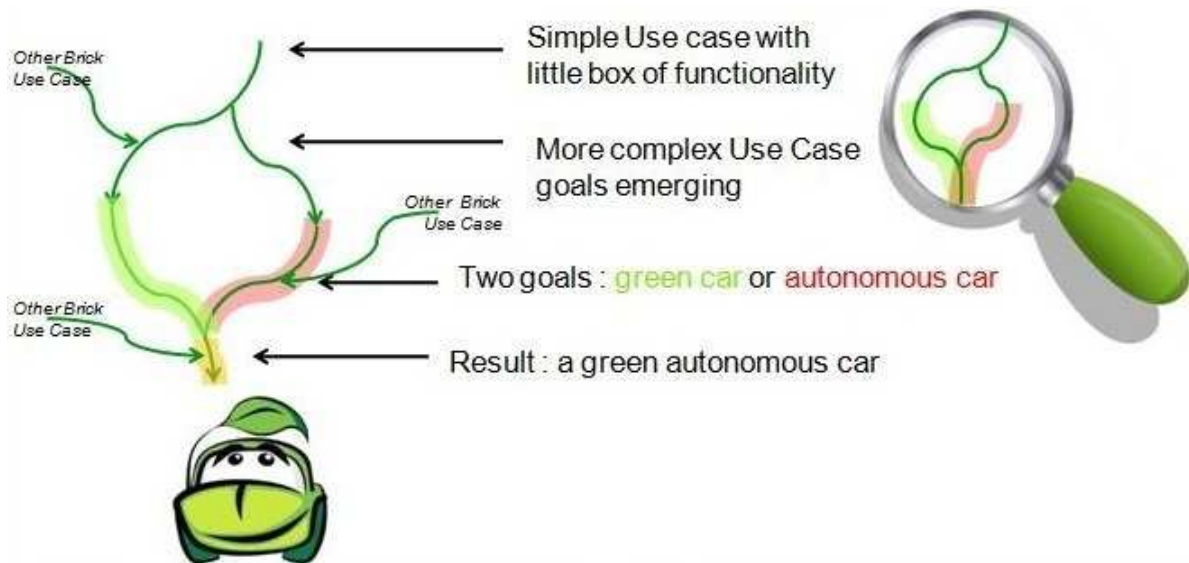 Simple Use case with
little box of functionality
Other Brick
Use Case
More complex Use Case
goals emerging
Other Brick
Use Case
Two goals : green car or autonomous car
Other Brick
Use Case
Result : a green autonomous car